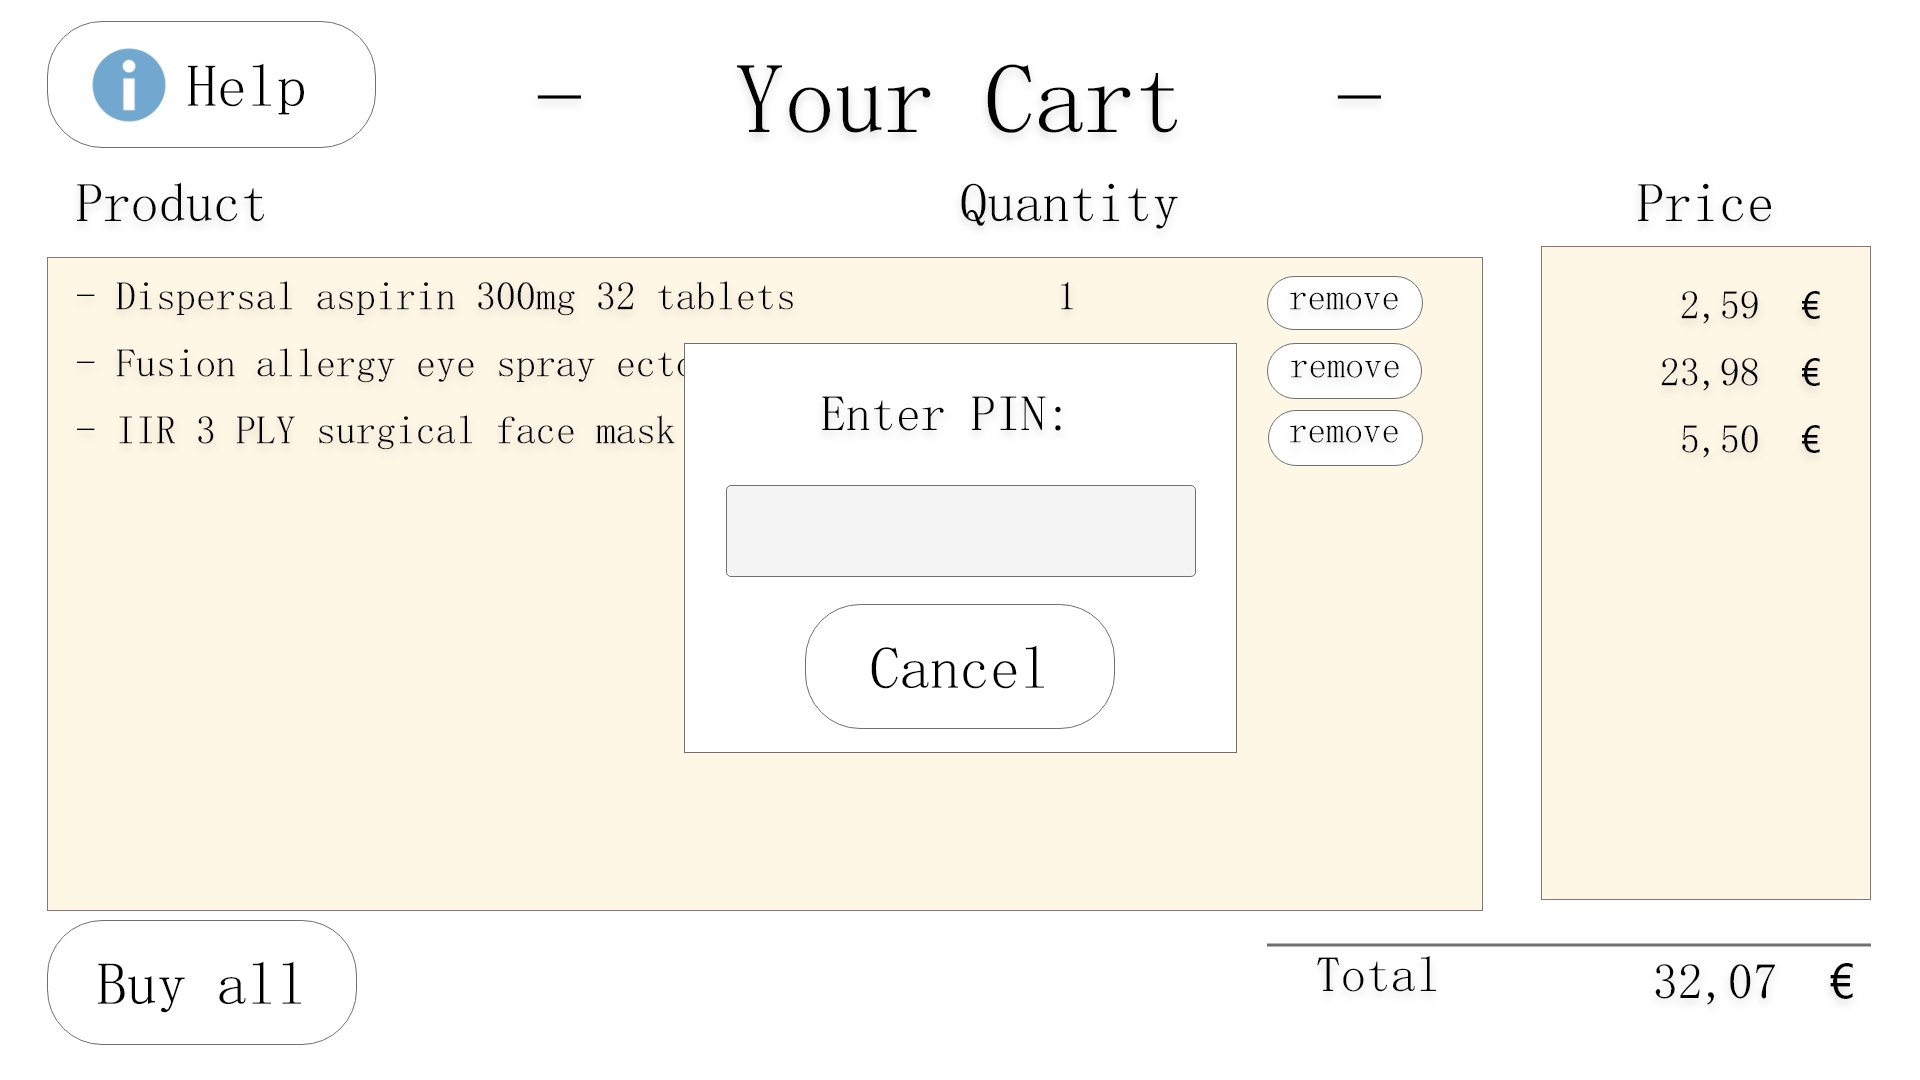 Help
- Your Cart -
Product Quantity Price
- Dispersal aspirin 300mg 32 tablets 1 remove 2,59 €
- Fusion allergy eye spray remove 23,98 €
- IIR 3 PLY surgical face mask remove 5,50 €
Enter PIN:
Cancel
Buy all
Total 32,07 €